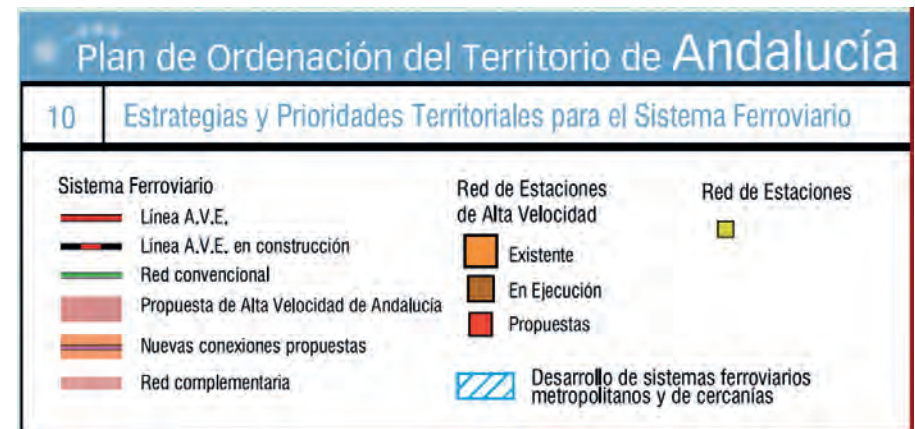 Plan de Ordenación del Territorio de Andalucía
10 Estrategias y Prioridades Territoriales para el Sistema Ferroviario
Sistema Ferroviario
Línea A.V.E.
Línea A.V.E. en construcción
Red convencional
Propuesta de Alta Velocidad de Andalucía
Nuevas conexiones propuestas
Red complementaria
Red de Estaciones
de Alta Velocidad
Existente
En Ejecución
Propuestas
Red de Estaciones
Desarrollo de sistemas ferroviarios
metropolitanos y de cercanías